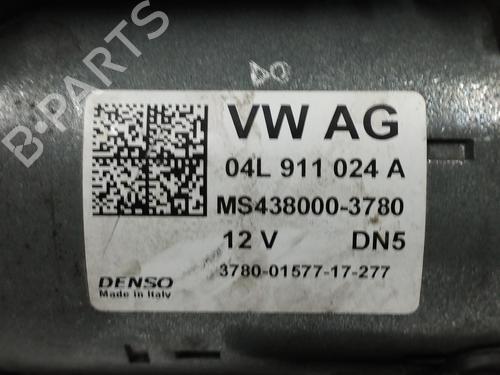 B-PARTS
VW AG
04L 911 024 A
MS438000-3780
12 V DN5
3780-01577-17-277
DENSO
Made in Italy